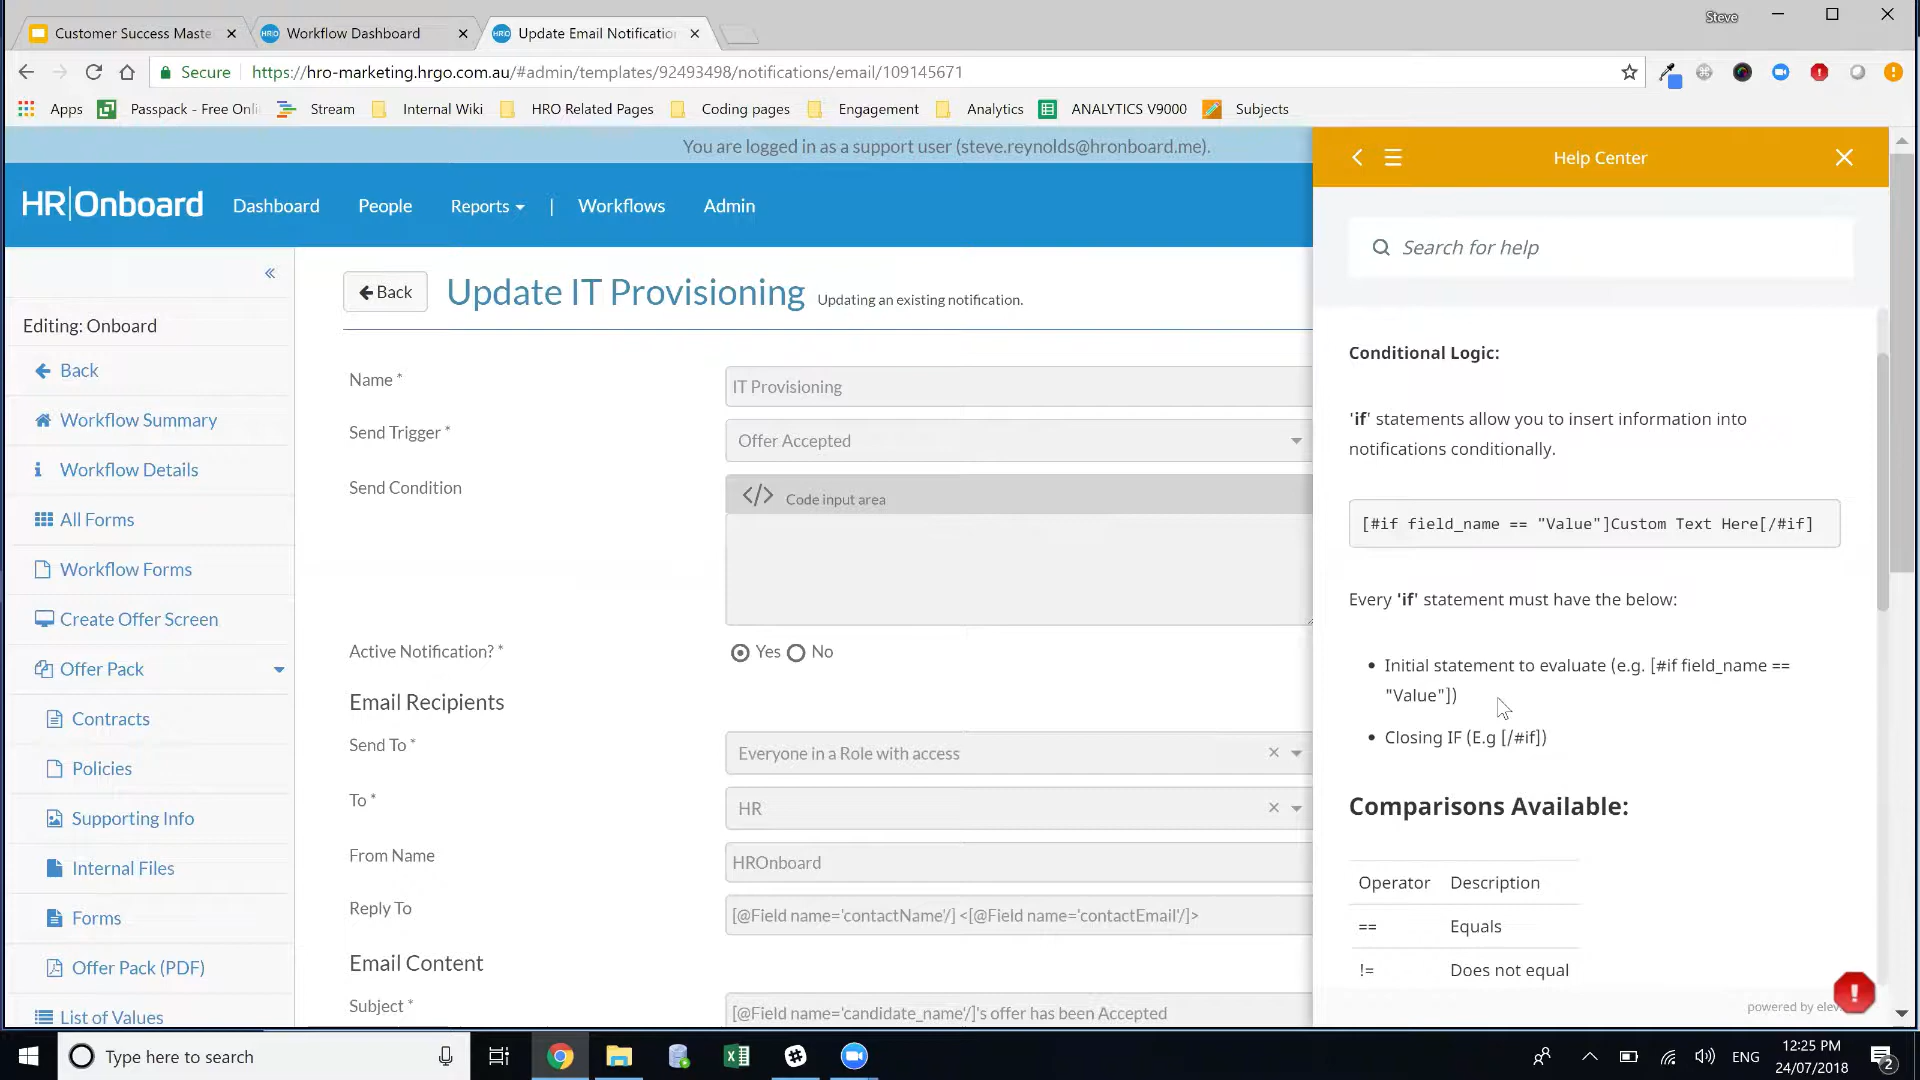 Steve
Customer Success Maste
Workflow Dashboard
Update Email Notificatio
Secure
https://hro-marketing.hrgo.com.au/#admin/templates/92493498/notifications/email/109145671
Apps
Passpack - Free Onli
Stream
Internal Wiki
HRO Related Pages
Coding pages
Engagement
Analytics
ANALYTICS V9000
Subjects
You are logged in as a support user (steve.reynolds@hronboard.me).
HR|Onboard
Dashboard
People
Reports
|
Workflows
Admin
«
Editing: Onboard
Back
Workflow Summary
Workflow Details
All Forms
Workflow Forms
Create Offer Screen
Offer Pack
Contracts
Policies
Supporting Info
Internal Files
Forms
Offer Pack (PDF)
List of Values
Back
Update IT Provisioning Updating an existing notification.
Name *
IT Provisioning
Send Trigger *
Offer Accepted
Send Condition
</> Code input area
Active Notification? *
Yes No
Email Recipients
Send To *
Everyone in a Role with access
To *
HR
From Name
HROnboard
Reply To
[@Field name='contactName'/] <[@Field name='contactEmail'/]>
Email Content
Subject *
[@Field name='candidate_name'/]'s offer has been Accepted
Help Center
Search for help
Conditional Logic:
'if' statements allow you to insert information into
notifications conditionally.
[#if field_name == "Value"]Custom Text Here[/#if]
Every 'if' statement must have the below:
• Initial statement to evaluate (e.g. [#if field_name ==
"Value"])
• Closing IF (E.g [/#if])
Comparisons Available:
Operator Description
== Equals
!= Does not equal
powered by elev
Type here to search
ENG
12:25 PM
24/07/2018
2